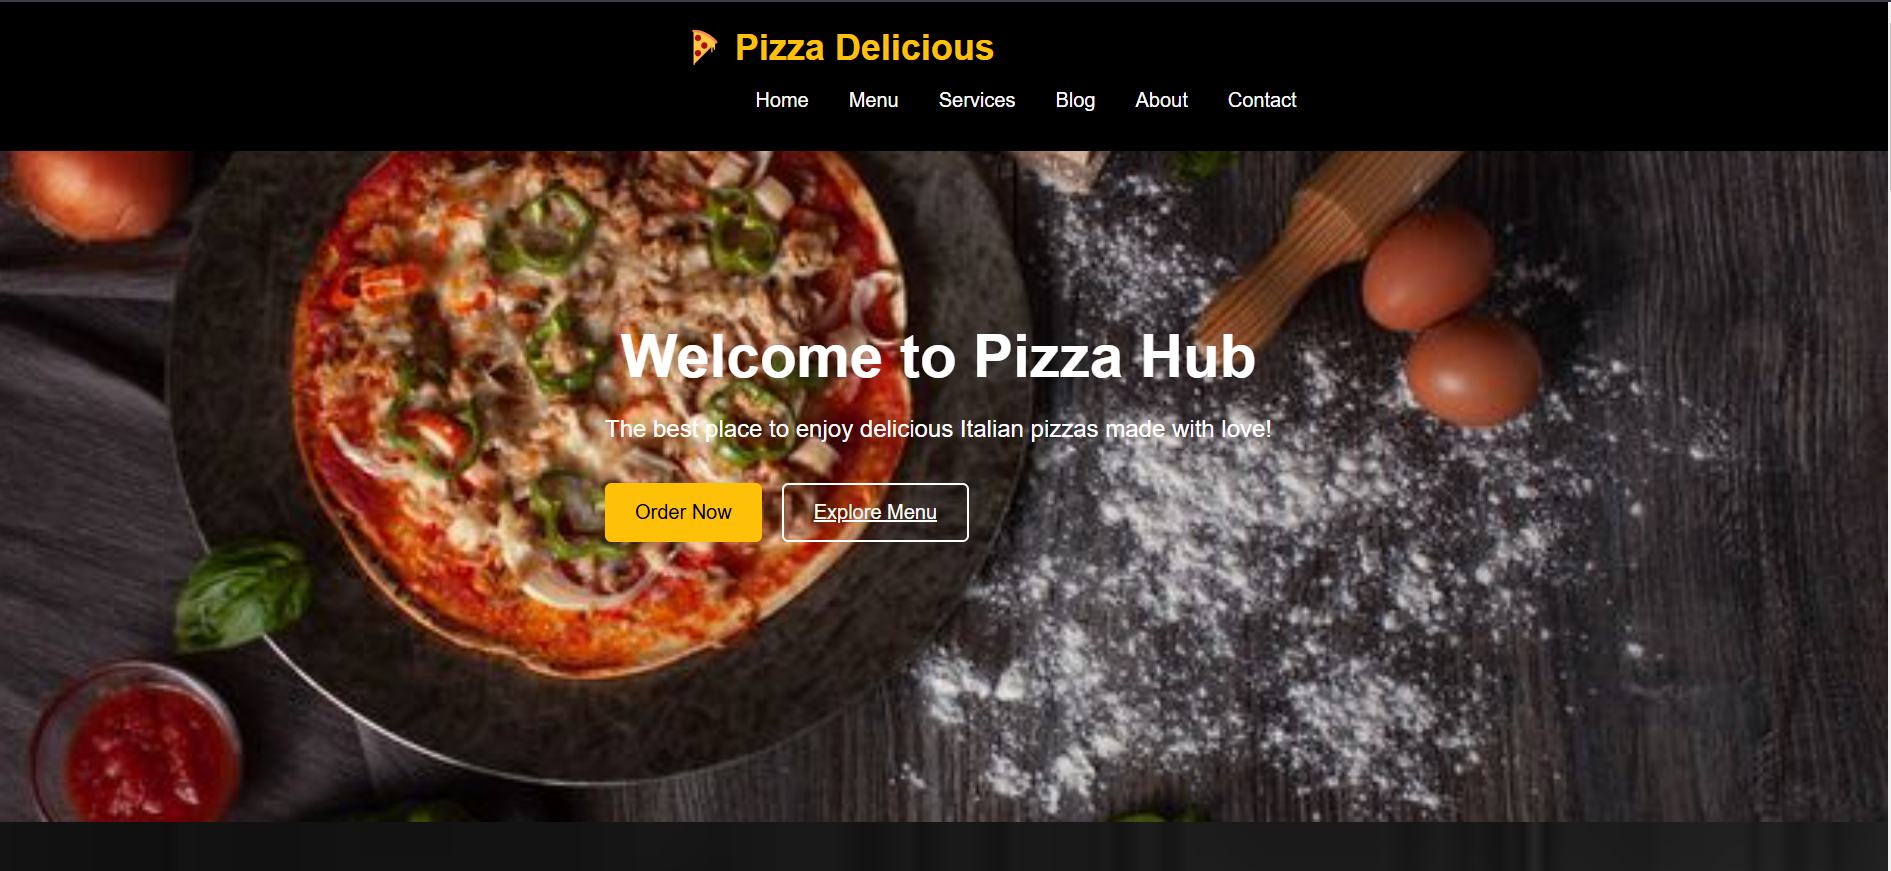 Pizza Delicious
Home Menu Services Blog About Contact
Welcome to Pizza Hub
The best place to enjoy delicious Italian pizzas made with love!
Order Now Explore Menu